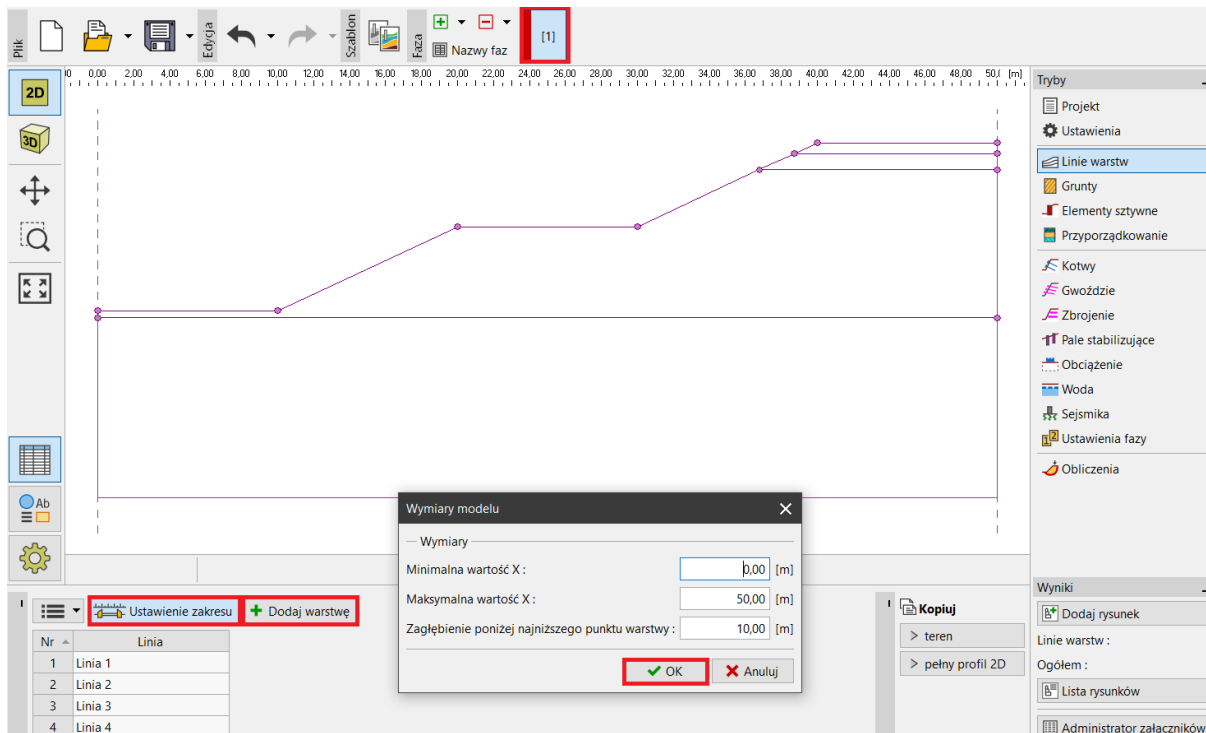 Plik
Edycja
Szablon
Faza
Nazwy faz
[1]
2D
3D
0,00 2,00 4,00 6,00 8,00 10,00 12,00 14,00 16,00 18,00 20,00 22,00 24,00 26,00 28,00 30,00 32,00 34,00 36,00 38,00 40,00 42,00 44,00 46,00 48,00 [m]
Tryby
Projekt
Ustawienia
Linie warstw
Grunty
Elementy sztywne
Przyporządkowanie
Kotwy
Gwoździe
Zbrojenie
Pale stabilizujące
Obciążenie
Woda
Sejsmika
Ustawienia fazy
Obliczenia
Ab
Wymiary modelu
Wymiary
Minimalna wartość X : 0,00 [m]
Maksymalna wartość X : 50,00 [m]
Zagłębienie poniżej najniższego punktu warstwy : 10,00 [m]
OK Anuluj
Ustawienie zakresu Dodaj warstwę
Nr Linia
1 Linia 1
2 Linia 2
3 Linia 3
4 Linia 4
Kopiuj
> teren
> pełny profil 2D
Wyniki
Dodaj rysunek
Linie warstw :
Ogółem :
Lista rysunków
Administrator załączników